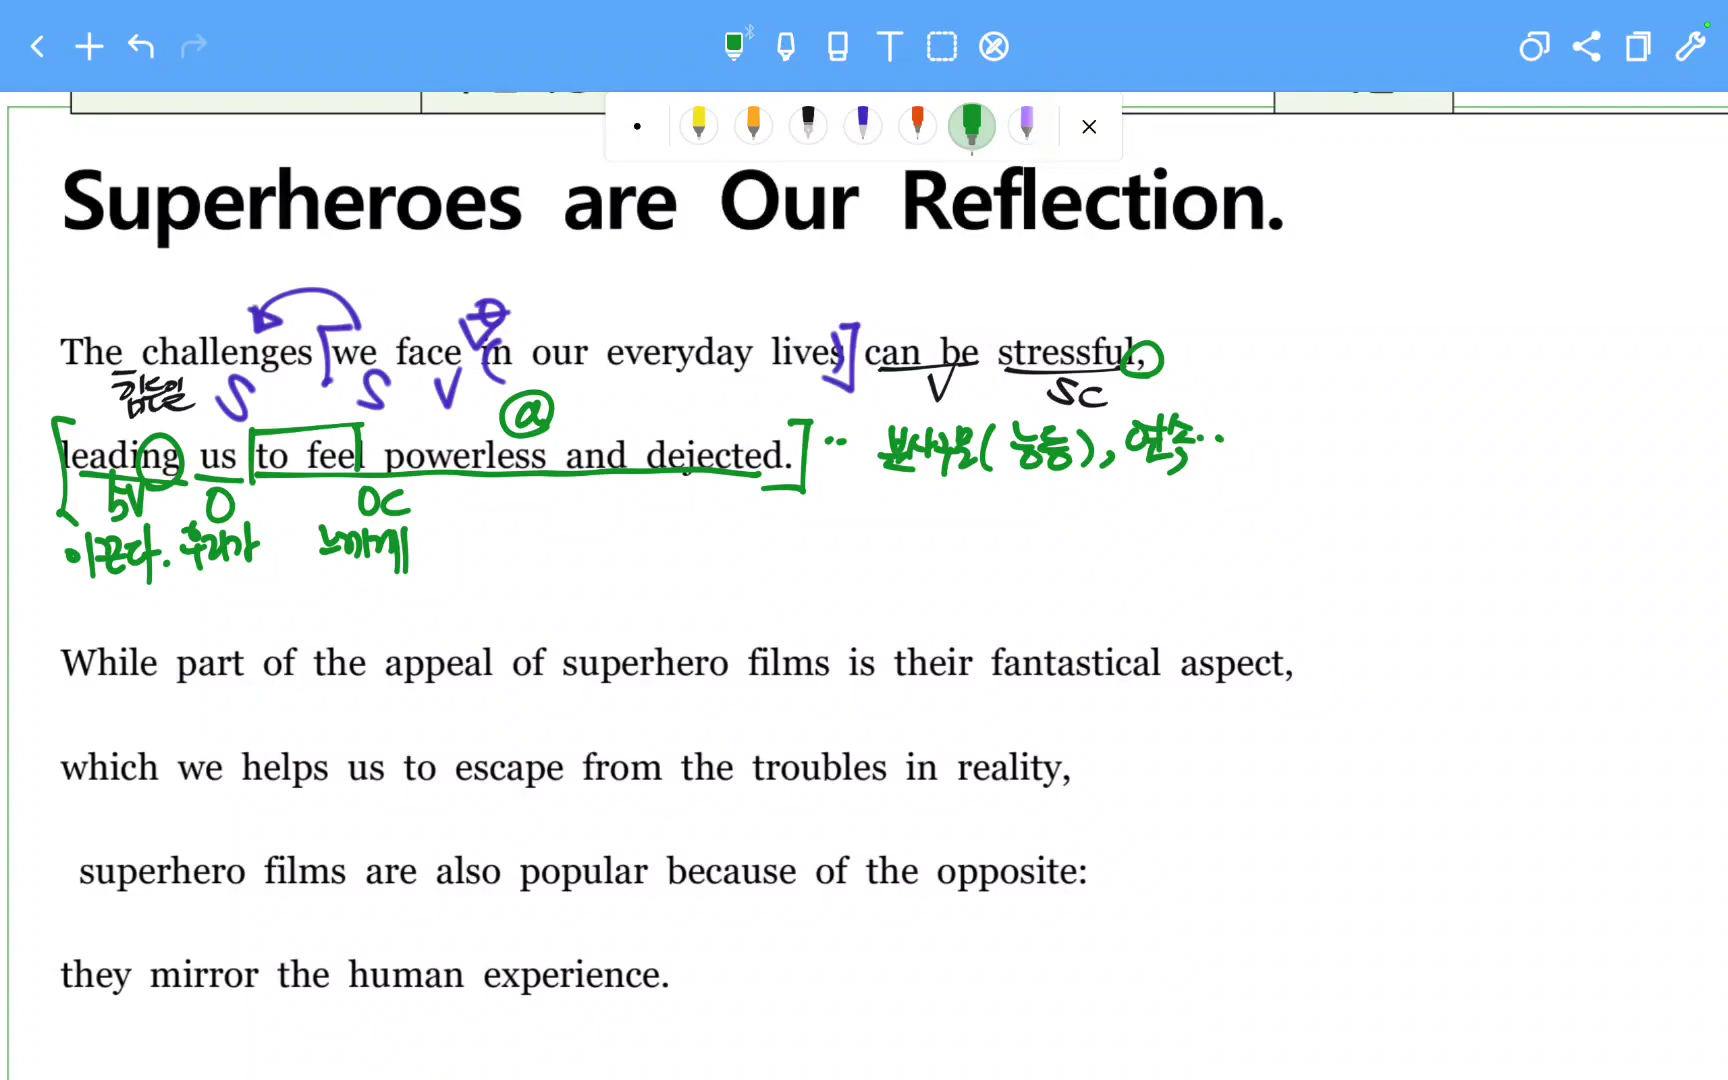 Superheroes are Our Reflection.
The challenges we face in our everyday lives can be stressful,
힘든일 S S V V SC
ⓐ
leading us to feel powerless and dejected. ‥ 분사구문(능동), 연속‥
5V O OC
이끈다. 우리가 느끼게
While part of the appeal of superhero films is their fantastical aspect,
which we helps us to escape from the troubles in reality,
superhero films are also popular because of the opposite:
they mirror the human experience.